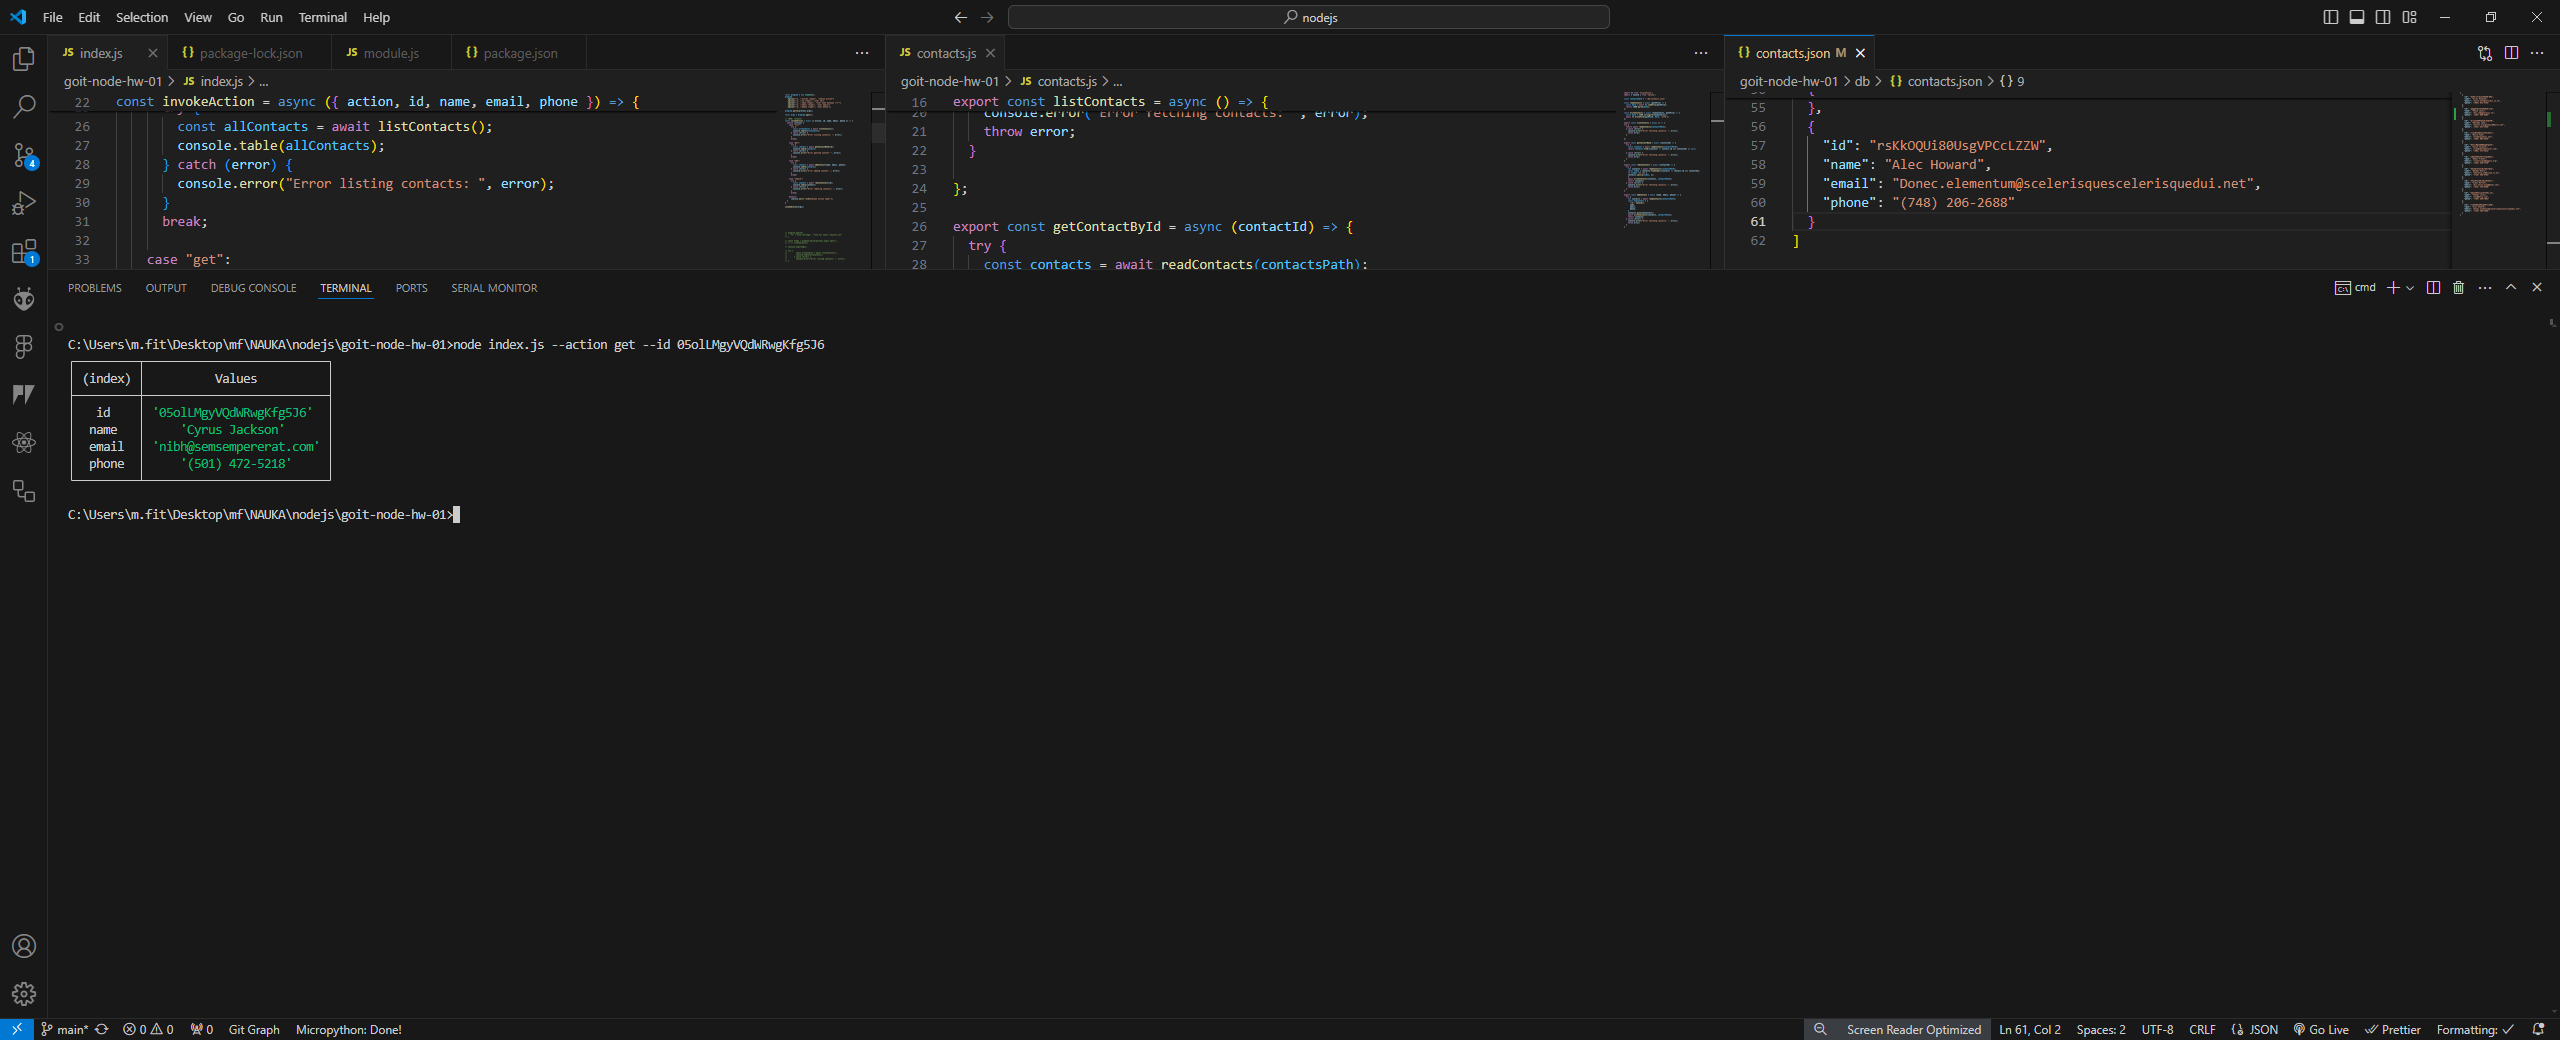 File Edit Selection View Go Run Terminal Help
nodejs
JS index.js
{} package-lock.json
JS module.js
{} package.json
goit-node-hw-01 > JS index.js > ...
22 const invokeAction = async ({ action, id, name, email, phone }) => {
26 const allContacts = await listContacts();
27 console.table(allContacts);
28 } catch (error) {
29 console.error("Error listing contacts: ", error);
30 }
31 break;
32
33 case "get":
JS contacts.js
goit-node-hw-01 > JS contacts.js > ...
16 export const listContacts = async () => {
20 console.error("Error fetching contacts: ", error);
21 throw error;
22 }
23
24 };
25
26 export const getContactById = async (contactId) => {
27 try {
28 const contacts = await readContacts(contactsPath);
{} contacts.json M
goit-node-hw-01 > db > {} contacts.json > {} 9
55 },
56 {
57 "id": "rsKkOQUi80UsgVPCcLZZW",
58 "name": "Alec Howard",
59 "email": "Donec.elementum@scelerisquescelerisquedui.net",
60 "phone": "(748) 206-2688"
61 }
62 ]
PROBLEMS OUTPUT DEBUG CONSOLE TERMINAL PORTS SERIAL MONITOR
cmd
C:\Users\m.fit\Desktop\mf\NAUKA\nodejs\goit-node-hw-01>node index.js --action get --id 05olLMgyVQdWRwgKfg5J6
(index) Values
id '05olLMgyVQdWRwgKfg5J6'
name 'Cyrus Jackson'
email 'nibh@semsempererat.com'
phone '(501) 472-5218'
C:\Users\m.fit\Desktop\mf\NAUKA\nodejs\goit-node-hw-01>
4
1
main* 0 0 0 Git Graph Micropython: Done!
Screen Reader Optimized Ln 61, Col 2 Spaces: 2 UTF-8 CRLF {} JSON Go Live Prettier Formatting: